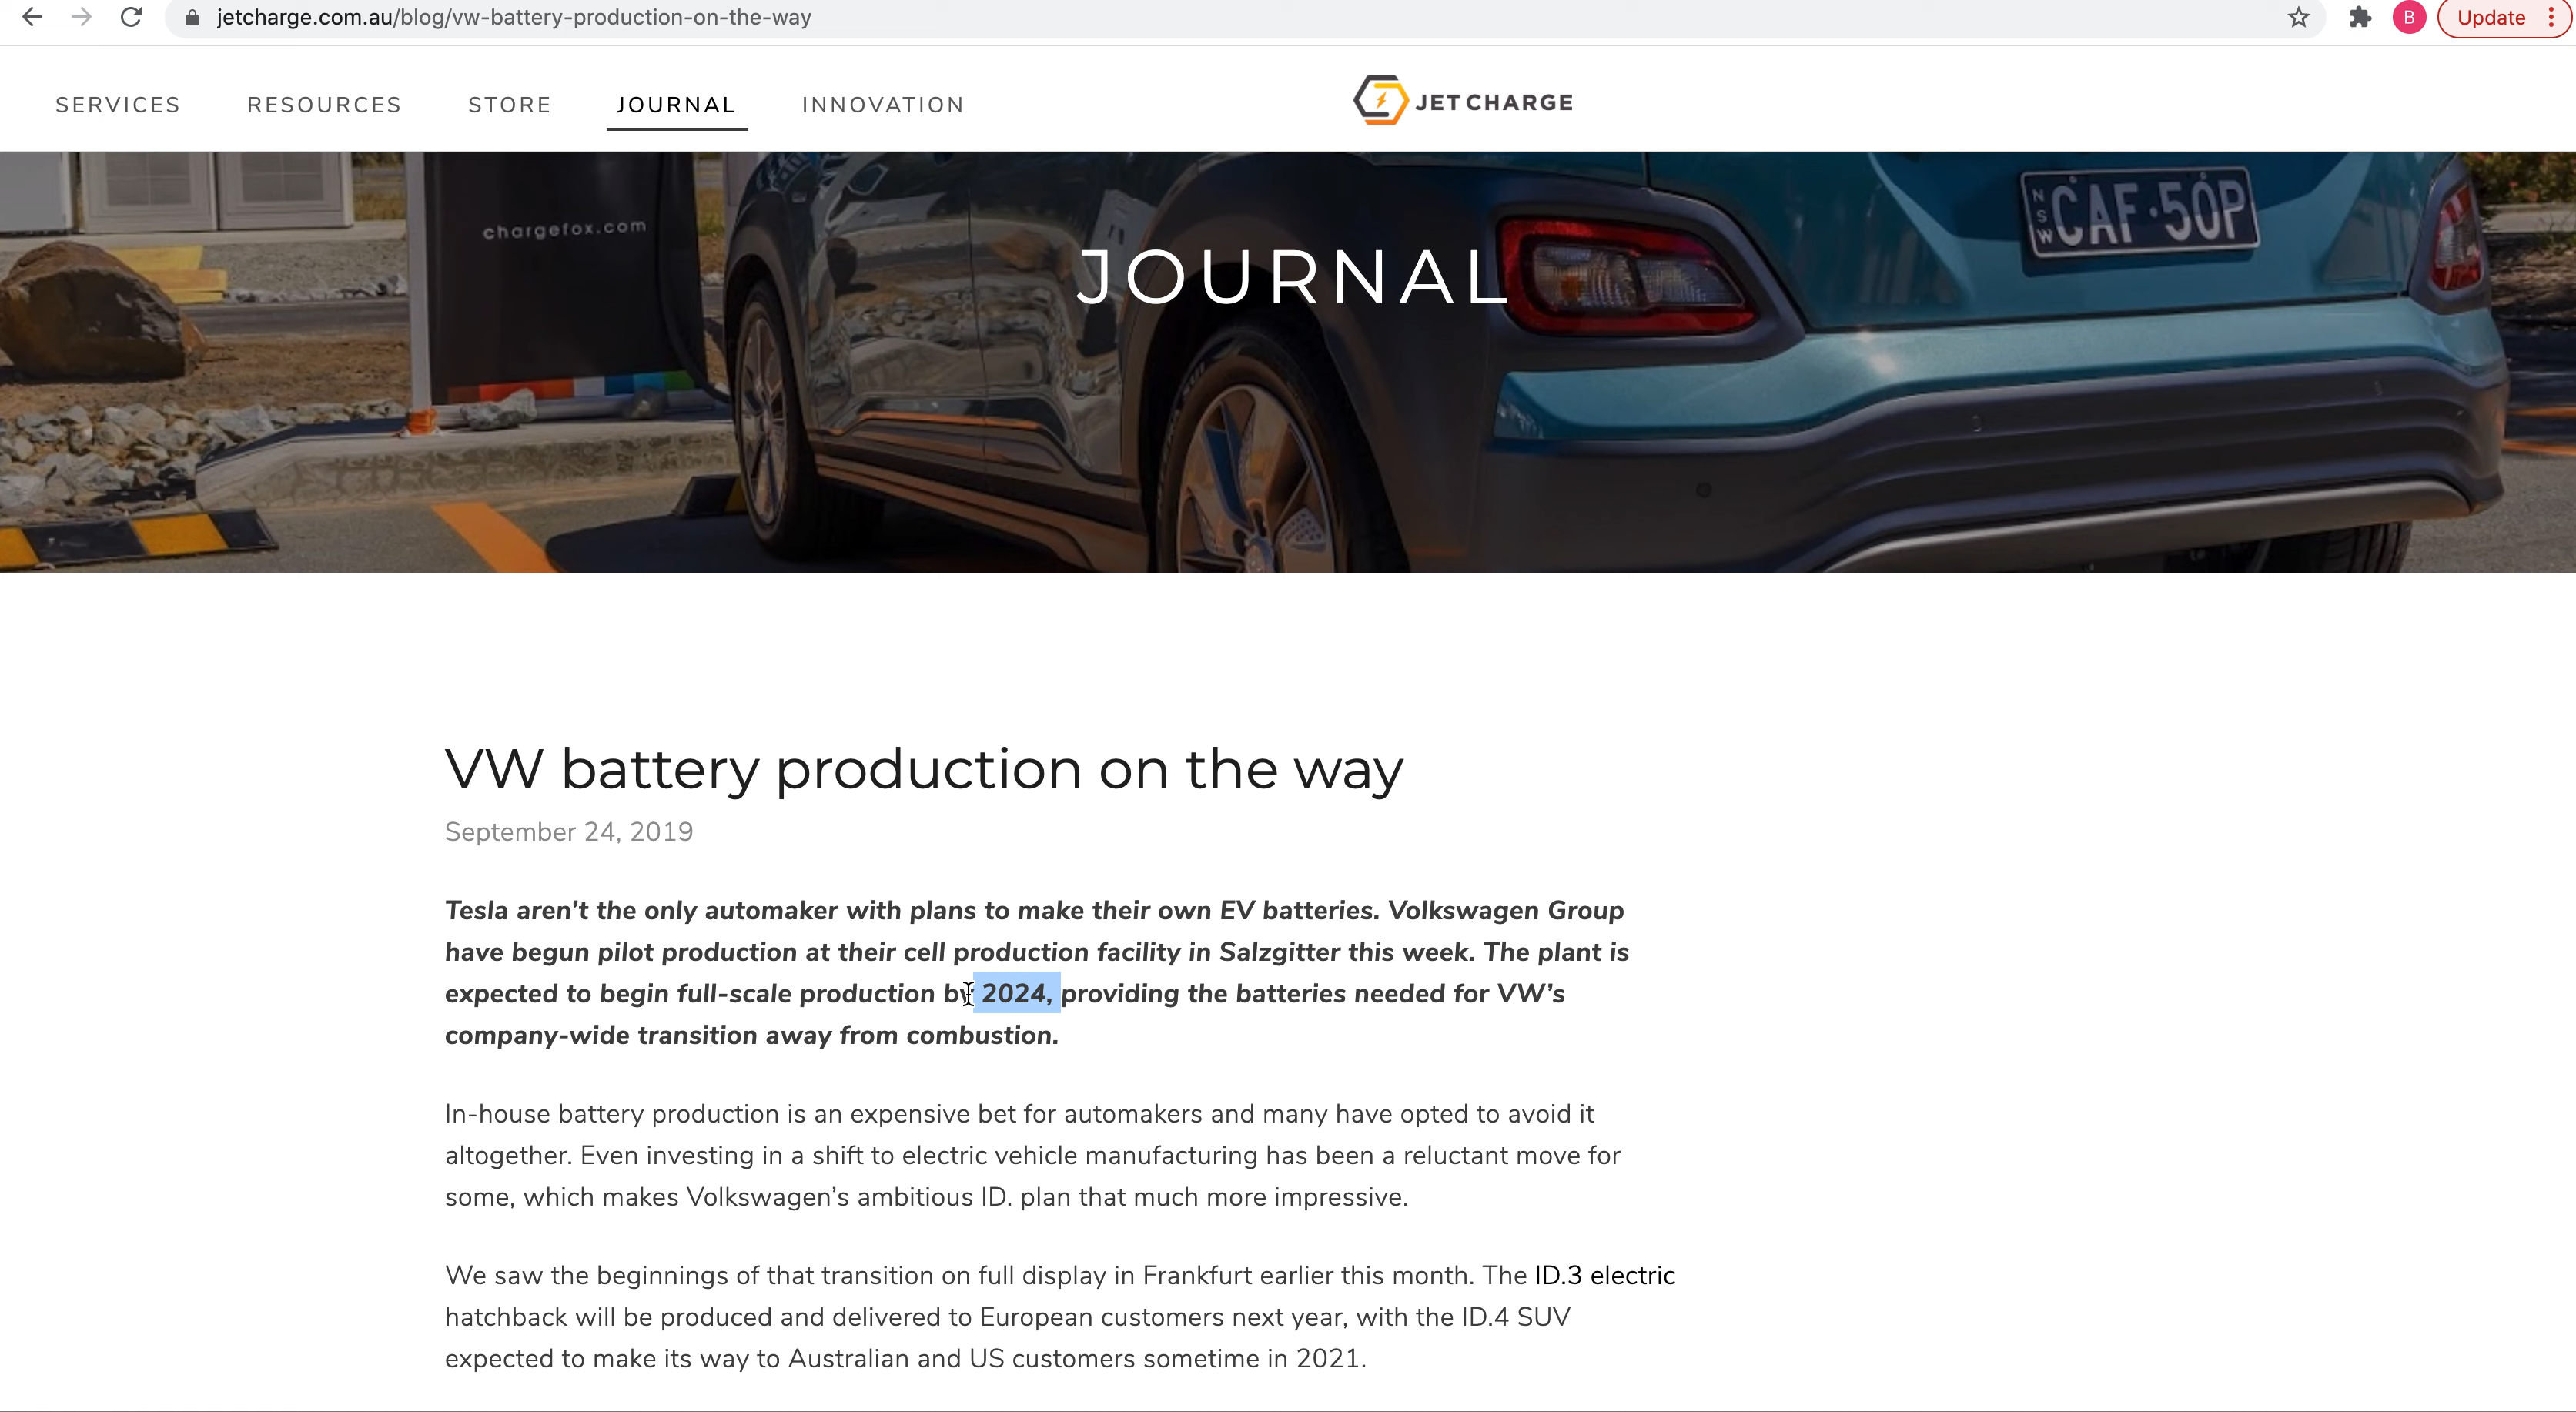 jetcharge.com.au/blog/vw-battery-production-on-the-way
B
Update
SERVICES RESOURCES STORE JOURNAL INNOVATION
JET CHARGE
chargefox.com
NSW CAF·50P
JOURNAL
VW battery production on the way
September 24, 2019
Tesla aren’t the only automaker with plans to make their own EV batteries. Volkswagen Group
have begun pilot production at their cell production facility in Salzgitter this week. The plant is
expected to begin full-scale production by 2024, providing the batteries needed for VW’s
company-wide transition away from combustion.
In-house battery production is an expensive bet for automakers and many have opted to avoid it
altogether. Even investing in a shift to electric vehicle manufacturing has been a reluctant move for
some, which makes Volkswagen’s ambitious ID. plan that much more impressive.
We saw the beginnings of that transition on full display in Frankfurt earlier this month. The ID.3 electric
hatchback will be produced and delivered to European customers next year, with the ID.4 SUV
expected to make its way to Australian and US customers sometime in 2021.